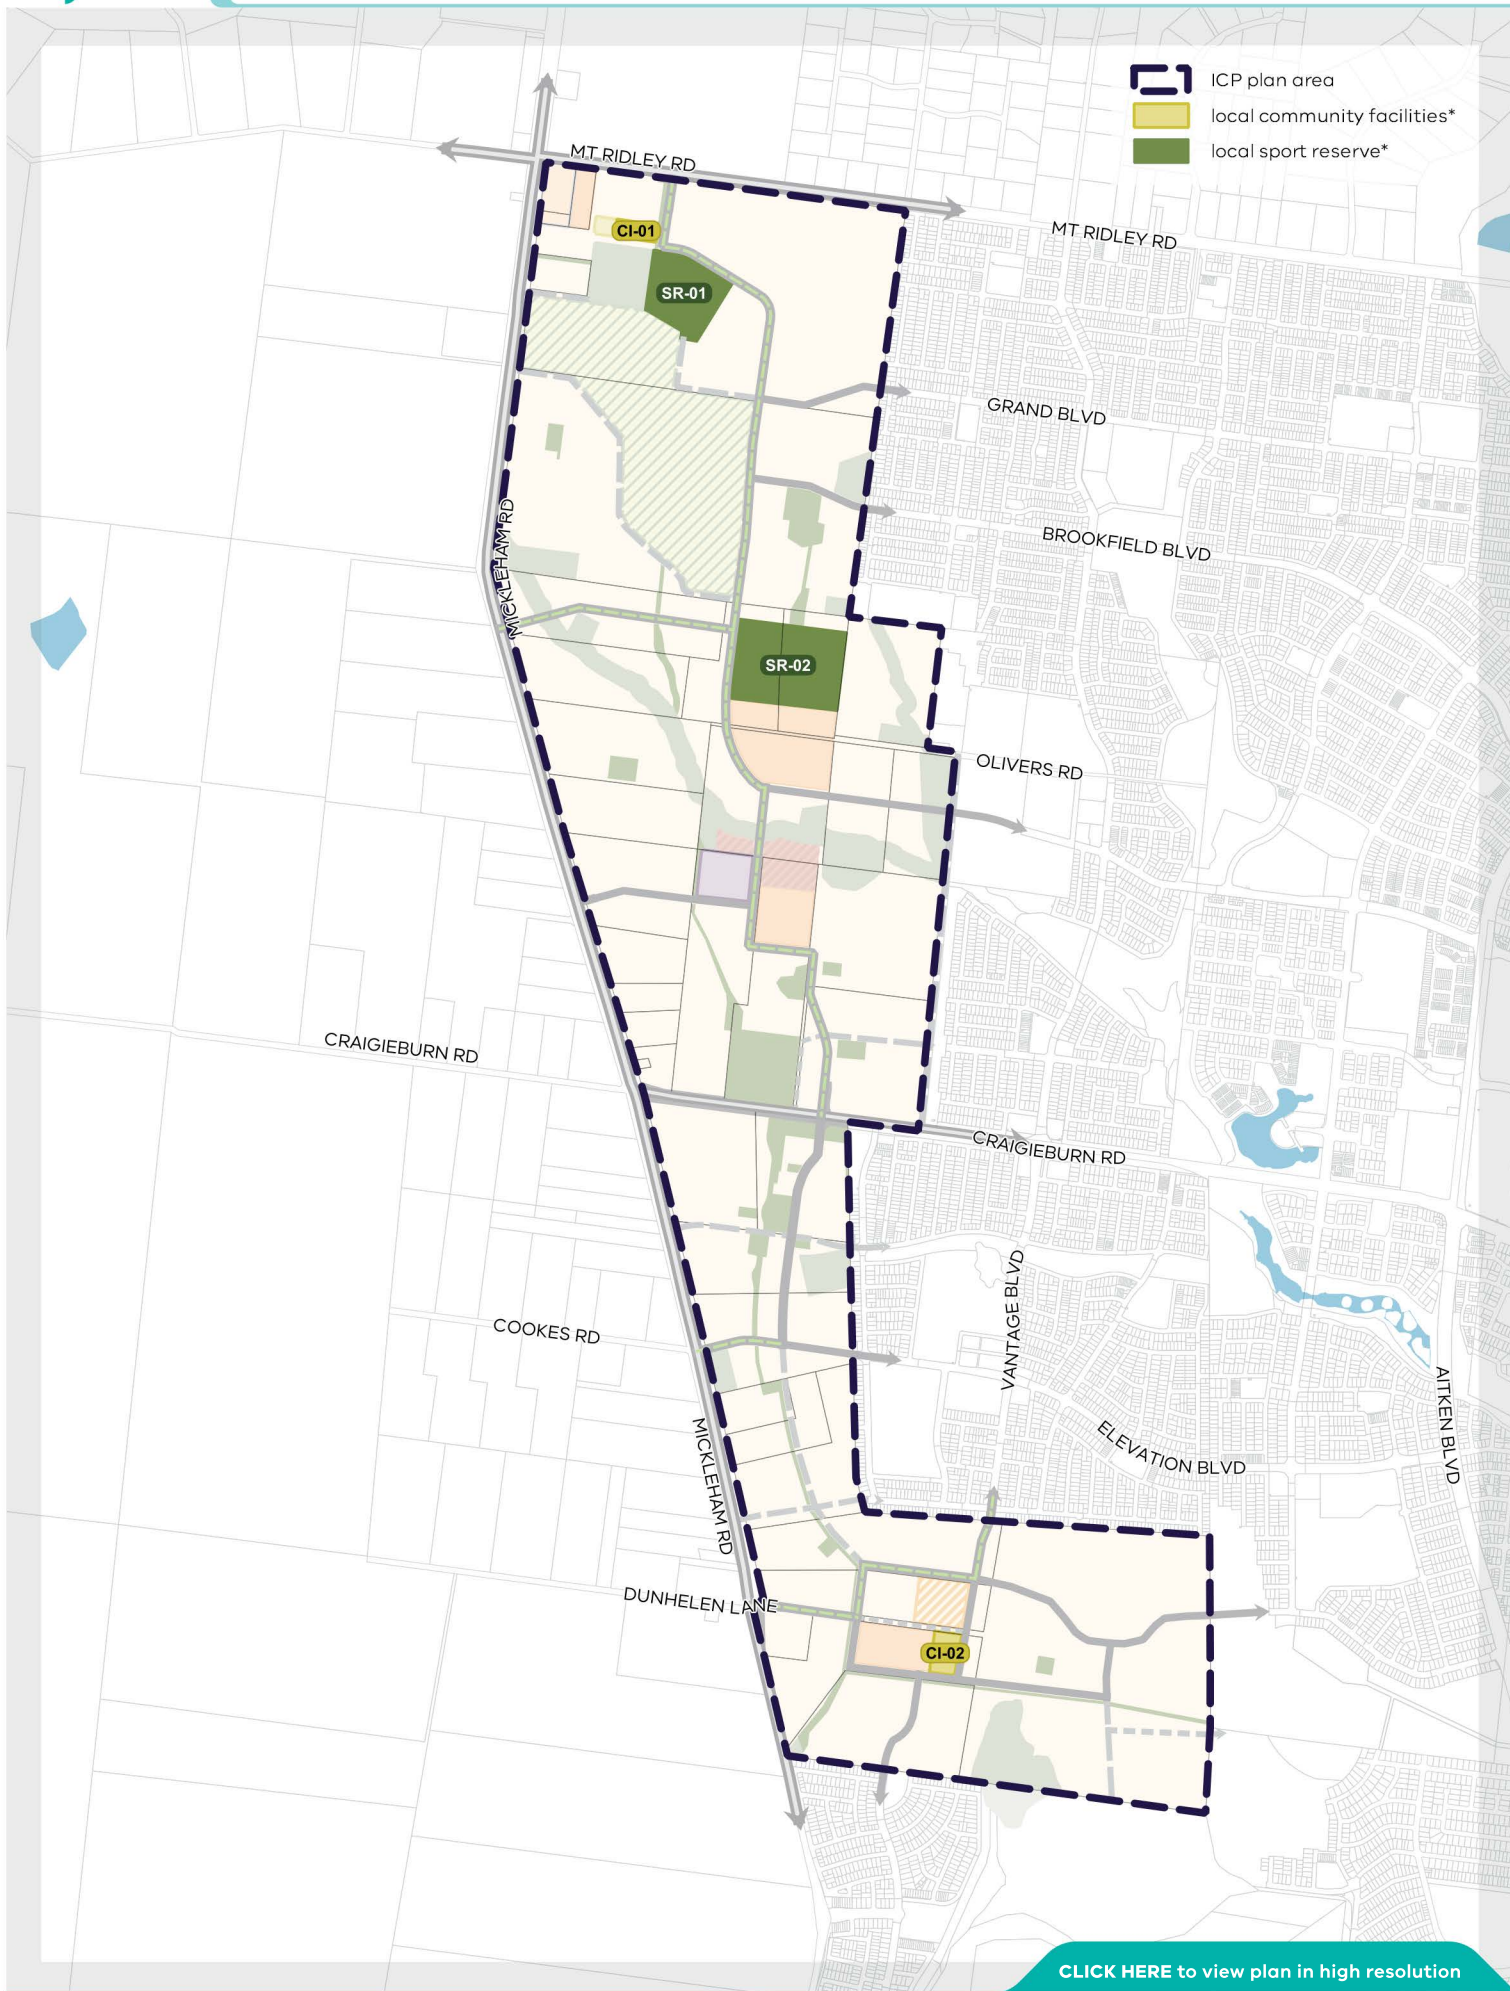 ICP plan area
local community facilities*
local sport reserve*
MT RIDLEY RD
MT RIDLEY RD
CI-01
SR-01
GRAND BLVD
MICKLEHAM RD
BROOKFIELD BLVD
SR-02
OLIVERS RD
CRAIGIEBURN RD
CRAIGIEBURN RD
VANTAGE BLVD
COOKES RD
AITKEN BLVD
MICKLEHAM RD
ELEVATION BLVD
DUNHELEN LANE
CI-02
CLICK HERE to view plan in high resolution